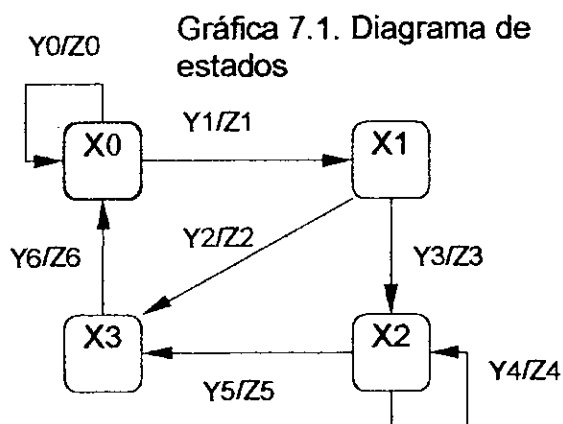 Gráfica 7.1. Diagrama de
estados
Y0/Z0
X0
Y1/Z1
X1
Y6/Z6
Y2/Z2
Y3/Z3
X3
Y5/Z5
X2
Y4/Z4